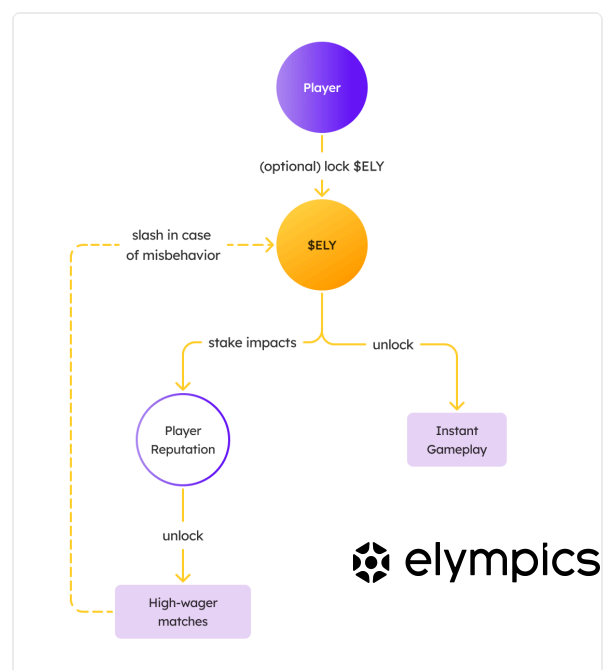 Player
(optional) lock $ELY
slash in case
of misbehavior
$ELY
stake impacts
unlock
Player
Reputation
Instant
Gameplay
unlock
elympics
High-wager
matches